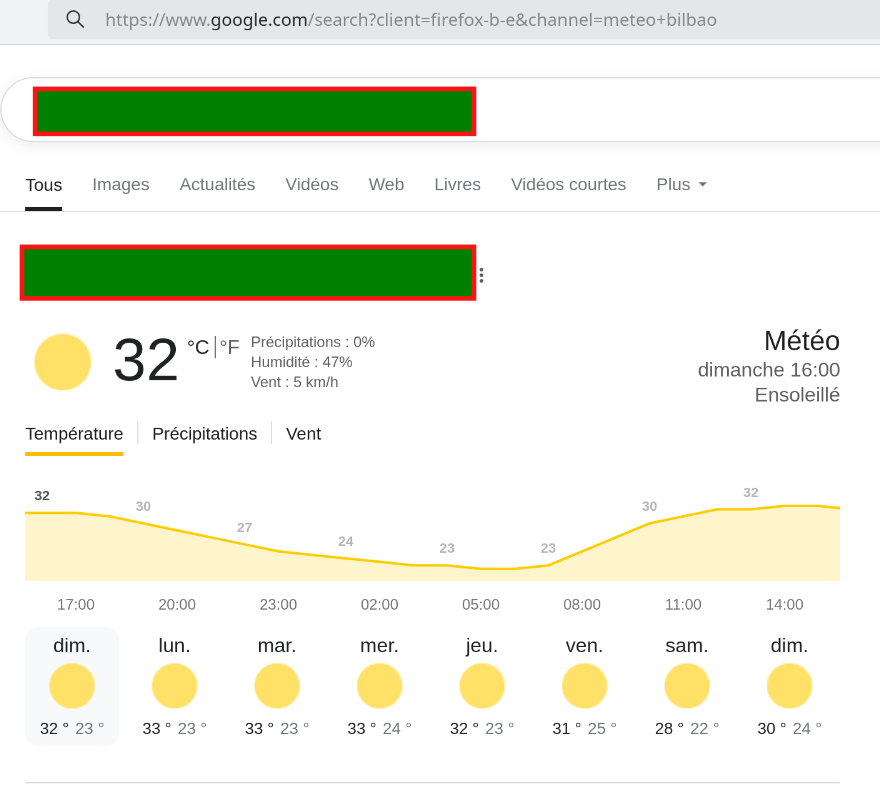 https://www.google.com/search?client=firefox-b-e&channel=meteo+bilbao
Tous Images Actualités Vidéos Web Livres Vidéos courtes Plus
32 °C °F
Précipitations : 0%
Humidité : 47%
Vent : 5 km/h
Météo
dimanche 16:00
Ensoleillé
Température Précipitations Vent
32 30 27 24 23 23 30 32
17:00 20:00 23:00 02:00 05:00 08:00 11:00 14:00
dim. lun. mar. mer. jeu. ven. sam. dim.
32 ° 23 ° 33 ° 23 ° 33 ° 23 ° 33 ° 24 ° 32 ° 23 ° 31 ° 25 ° 28 ° 22 ° 30 ° 24 °